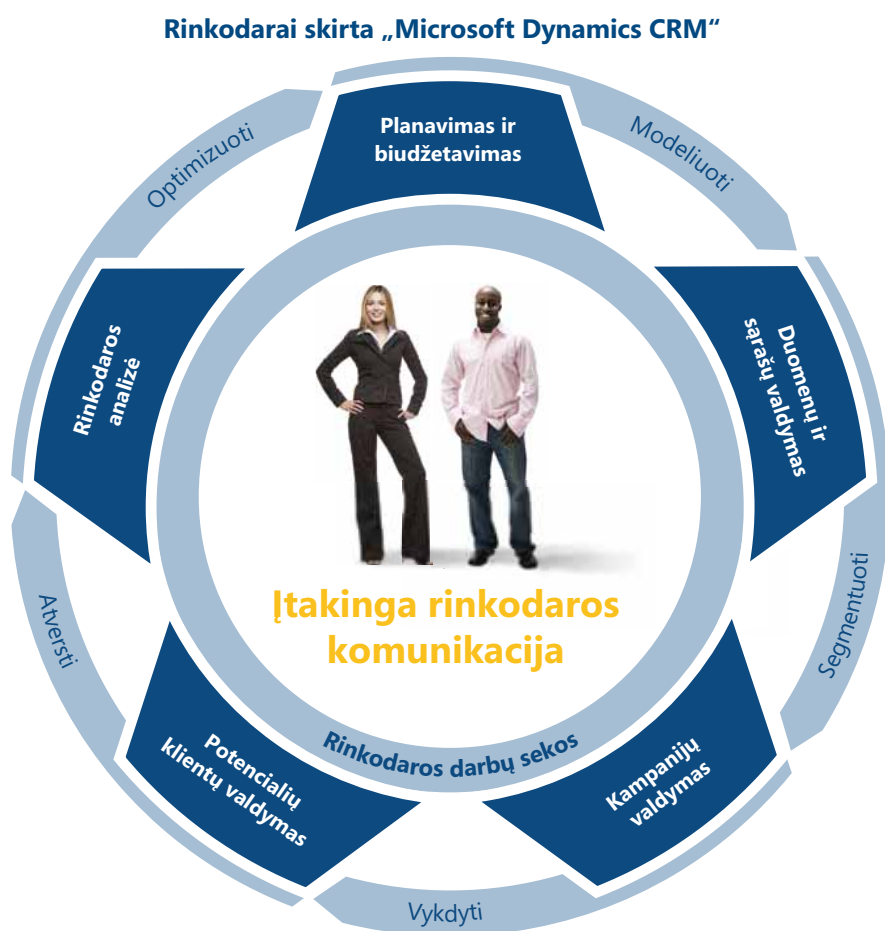 Rinkodarai skirta „Microsoft Dynamics CRM“
Planavimas ir
biudžetavimas
Modeliuoti
Duomenų ir
sąrašų valdymas
Segmentuoti
Kampanijų
valdymas
Vykdyti
Potencialių
klientų valdymas
Atversti
Rinkodaros
analizė
Optimizuoti
Įtakinga rinkodaros
komunikacija
Rinkodaros darbų sekos